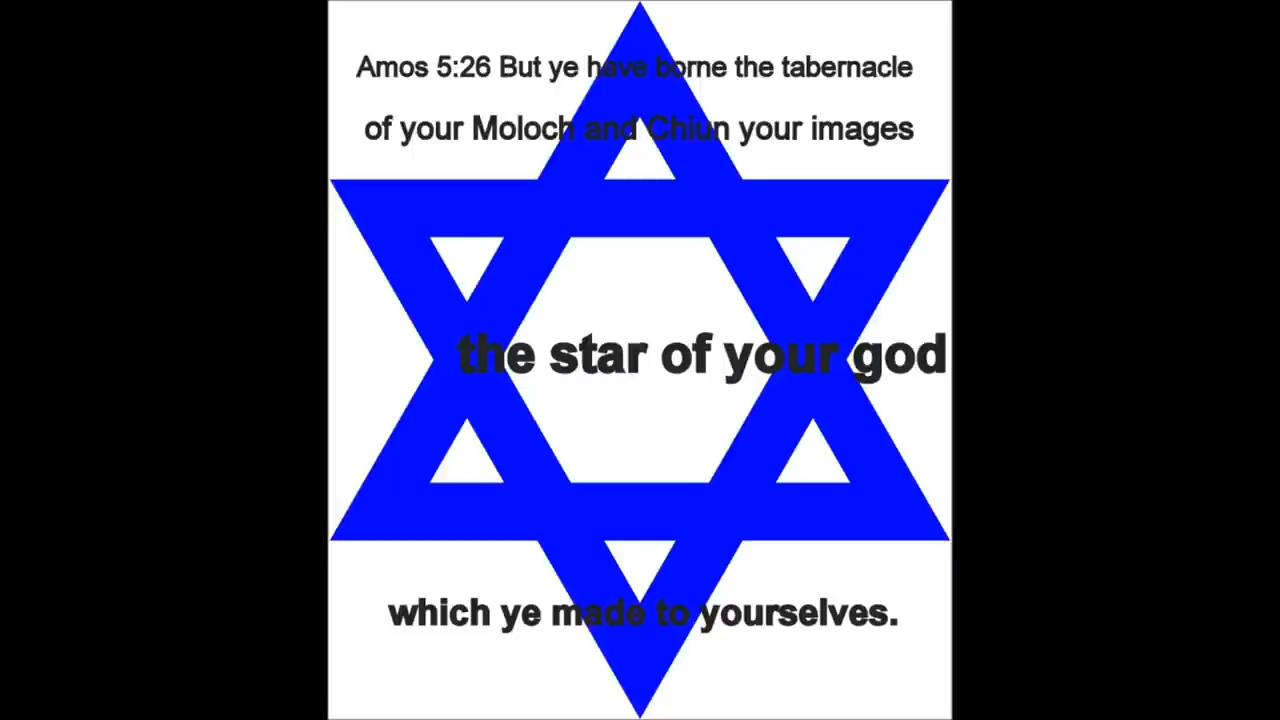 Amos 5:26 But ye have borne the tabernacle
of your Moloch and Chiun your images
the star of your god
which ye made to yourselves.